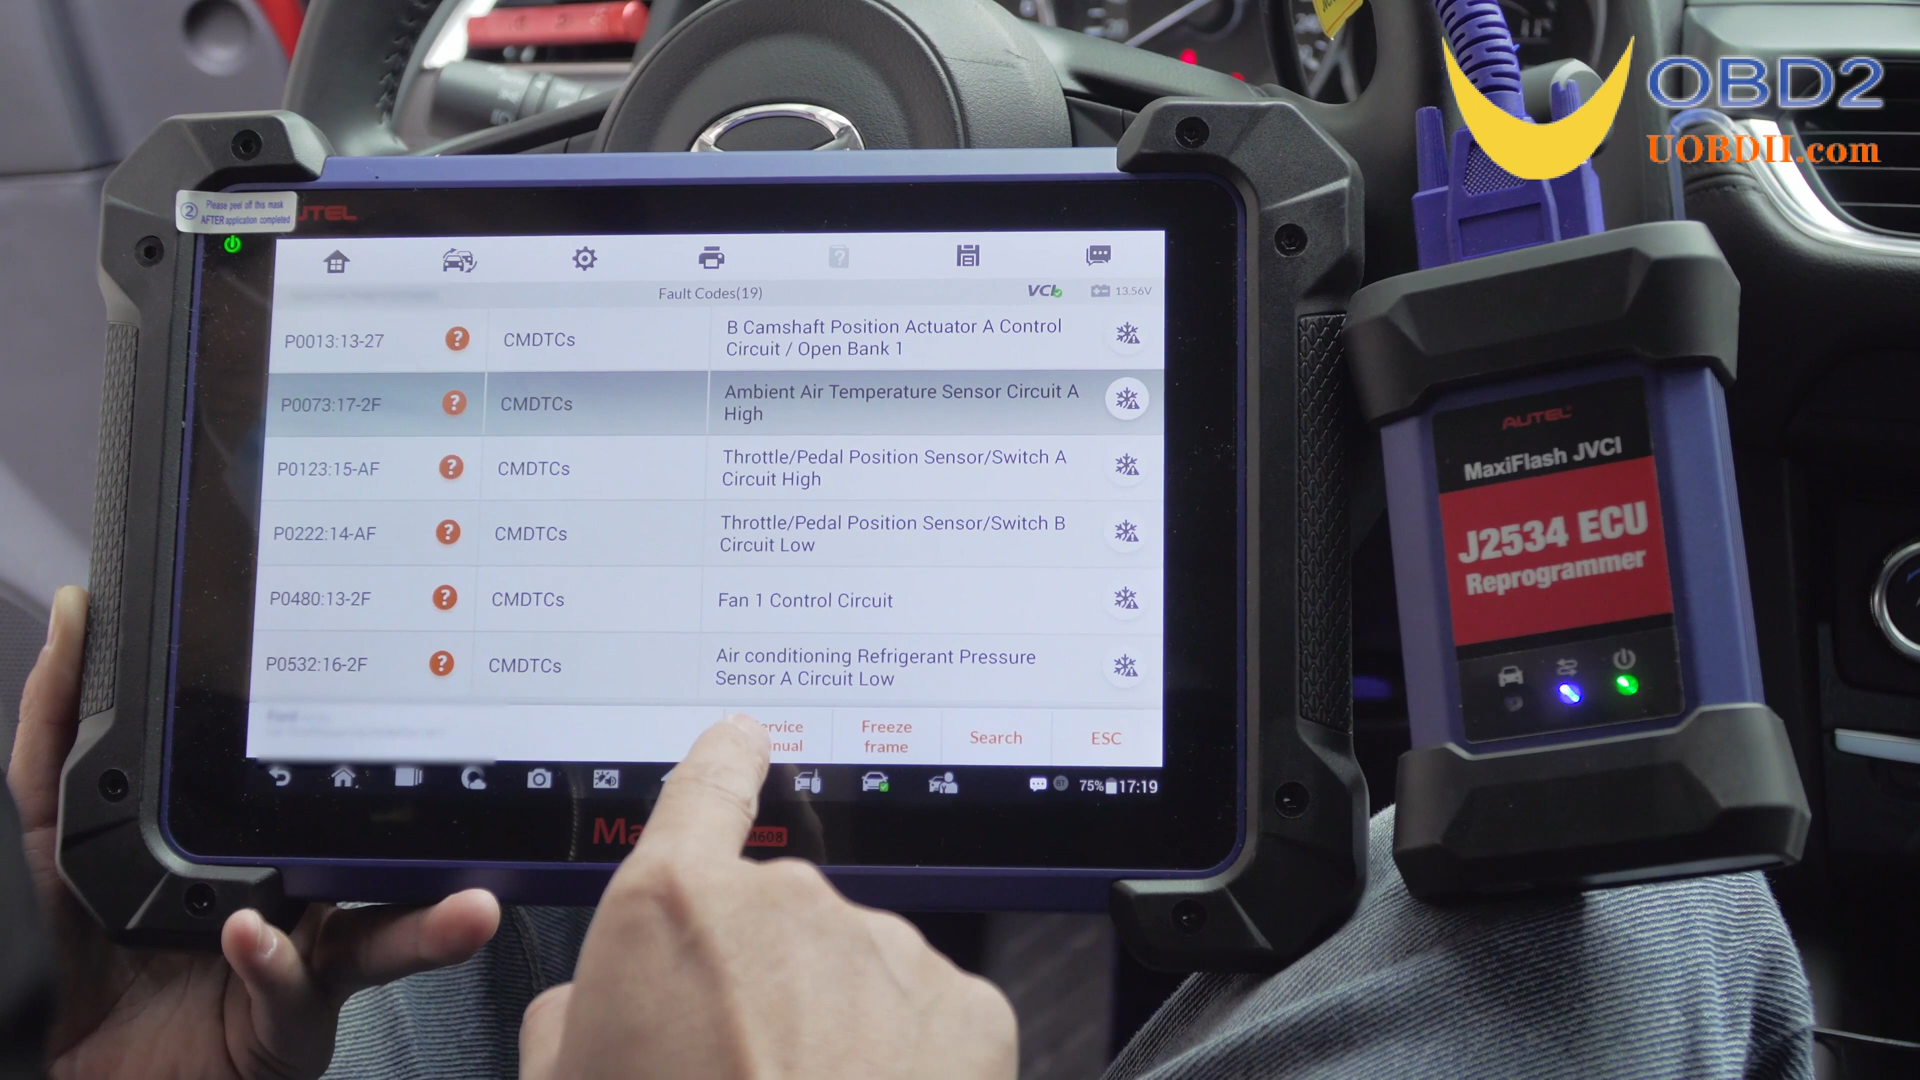 OBD2
UOBDII.com
② Please peel off this mask
AFTER application completed
Fault Codes(19)
VCI
13.56V
P0013:13-27 ? CMDTCs B Camshaft Position Actuator A Control
Circuit / Open Bank 1
P0073:17-2F ? CMDTCs Ambient Air Temperature Sensor Circuit A
High
P0123:15-AF ? CMDTCs Throttle/Pedal Position Sensor/Switch A
Circuit High
P0222:14-AF ? CMDTCs Throttle/Pedal Position Sensor/Switch B
Circuit Low
P0480:13-2F ? CMDTCs Fan 1 Control Circuit
P0532:16-2F ? CMDTCs Air conditioning Refrigerant Pressure
Sensor A Circuit Low
Freeze
frame
Search
ESC
75% 17:19
AUTEL
MaxiFlash JVCI
J2534 ECU
Reprogrammer